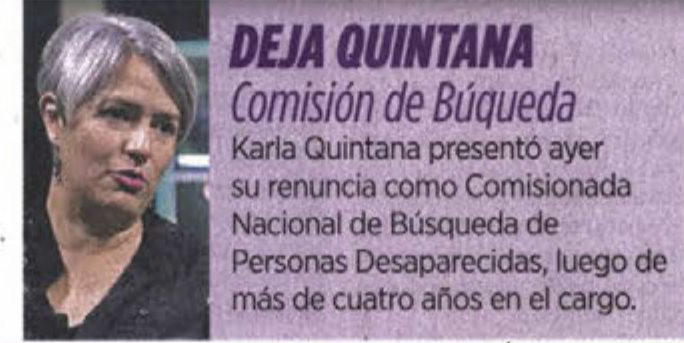 DEJA QUINTANA
Comisión de Búqueda
Karla Quintana presentó ayer
su renuncia como Comisionada
Nacional de Búsqueda de
Personas Desaparecidas, luego de
más de cuatro años en el cargo.